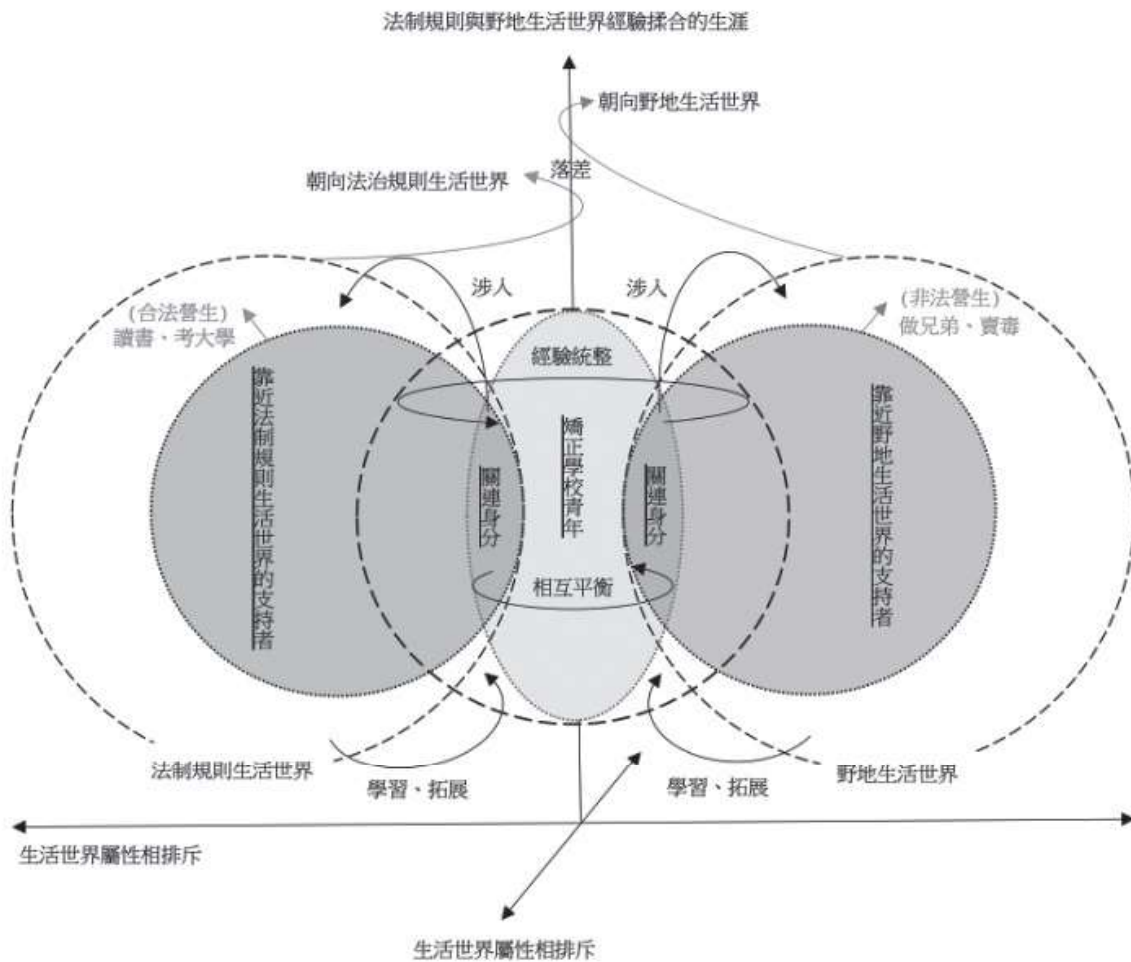 法制規則與野地生活世界經驗揉合的生涯
朝向野地生活世界
落差
朝向法治規則生活世界
涉入
涉入
(合法營生)
讀書、考大學
(非法營生)
做兄弟、賣毒
經驗統整
靠近法制規則生活世界的支持者
關連身分
矯正學校青年
關連身分
靠近野地生活世界的支持者
相互平衡
法制規則生活世界
野地生活世界
學習、拓展
學習、拓展
生活世界屬性相排斥
生活世界屬性相排斥